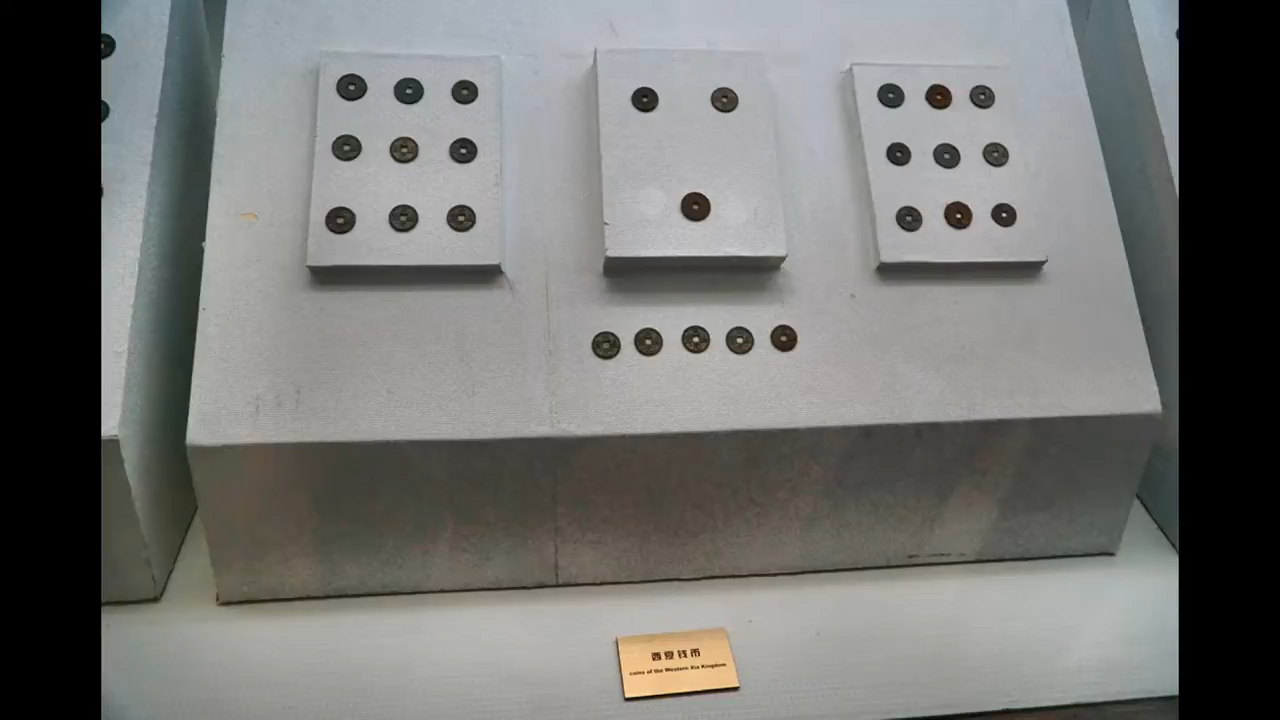 西夏钱币
coins of the Western Xia Kingdom